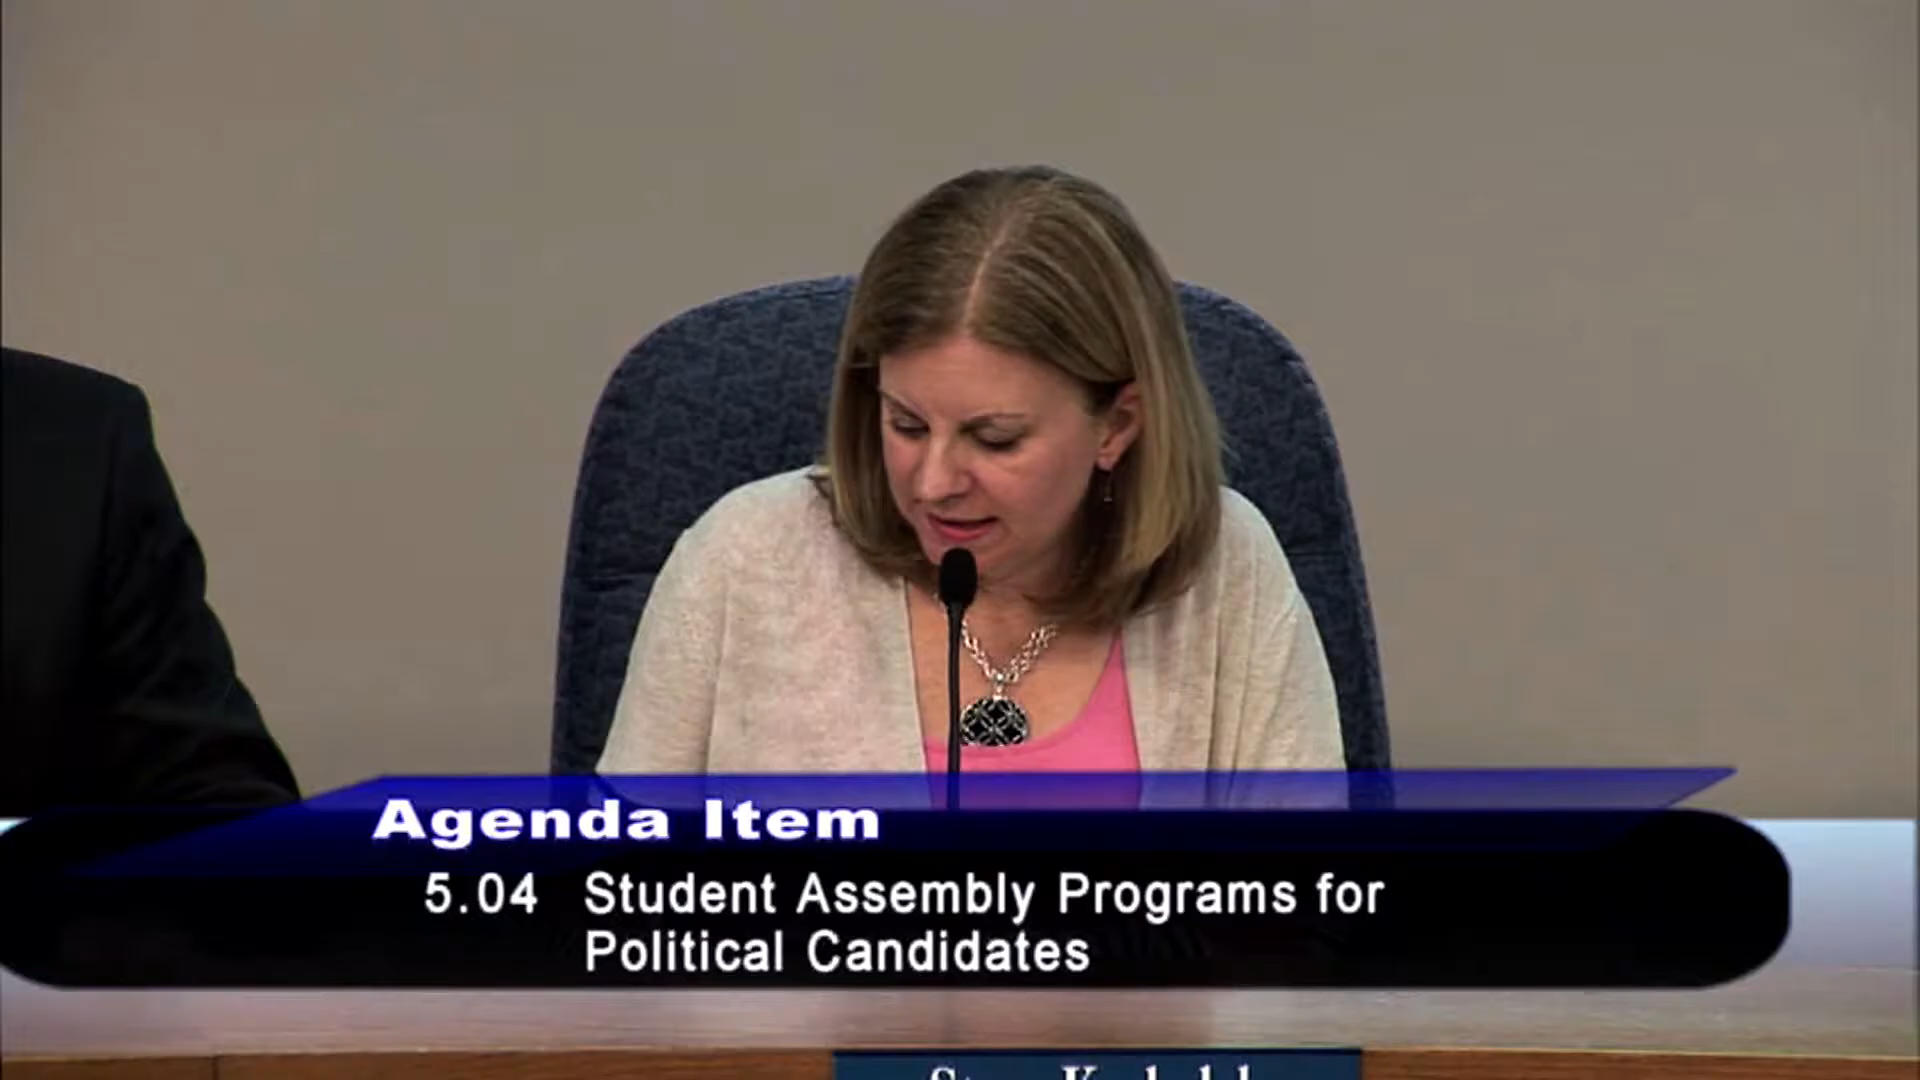 Agenda Item
5.04 Student Assembly Programs for
Political Candidates